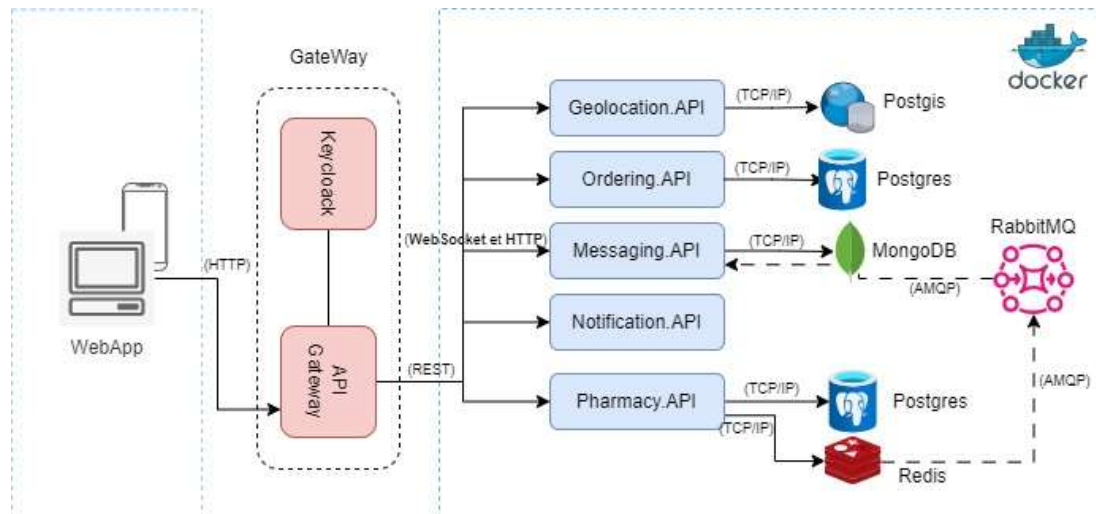 GateWay
docker
Keycloack
API
Gateway
WebApp
(HTTP)
(REST)
(WebSocket et HTTP)
Geolocation.API
(TCP/IP)
Postgis
Ordering.API
(TCP/IP)
Postgres
Messaging.API
(TCP/IP)
MongoDB
RabbitMQ
(AMQP)
Notification.API
Pharmacy.API
(TCP/IP)
Postgres
(AMQP)
(TCP/IP)
Redis